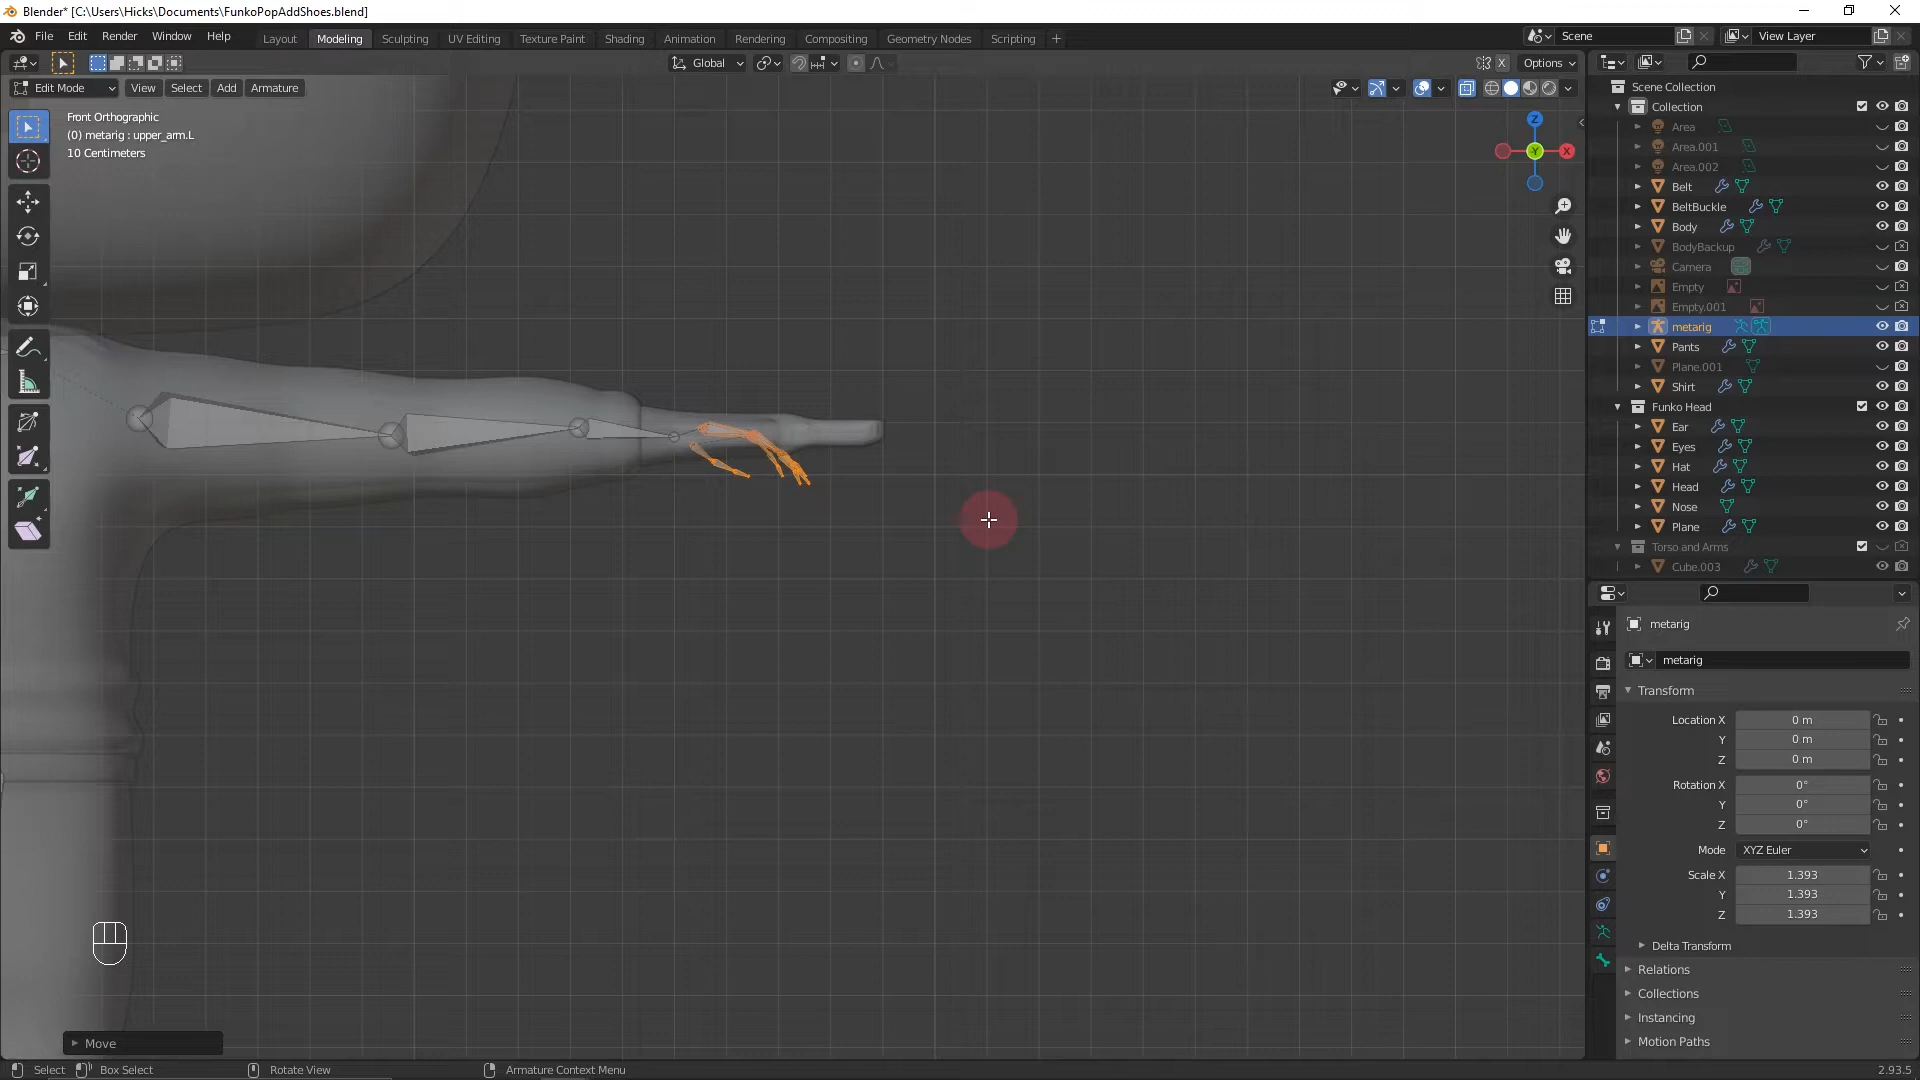 Blender* [C:\Users\Hicks\Documents\FunkoPopAddShoes.blend]
File Edit Render Window Help
Layout Modeling Sculpting UV Editing Texture Paint Shading Animation Rendering Compositing Geometry Nodes Scripting +
Scene
View Layer
Global
X
Options
Edit Mode View Select Add Armature
Front Orthographic
(0) metarig : upper_arm.L
10 Centimeters
Z
Y
X
Scene Collection
Collection
Area
Area.001
Area.002
Belt
BeltBuckle
Body
BodyBackup
Camera
Empty
Empty.001
metarig
Pants
Plane.001
Shirt
Funko Head
Ear
Eyes
Hat
Head
Nose
Plane
Torso and Arms
Cube.003
metarig
metarig
Transform
Location X 0 m
Y 0 m
Z 0 m
Rotation X 0°
Y 0°
Z 0°
Mode XYZ Euler
Scale X 1.393
Y 1.393
Z 1.393
Delta Transform
Relations
Collections
Instancing
Motion Paths
Move
Select Box Select Rotate View Armature Context Menu 2.93.5